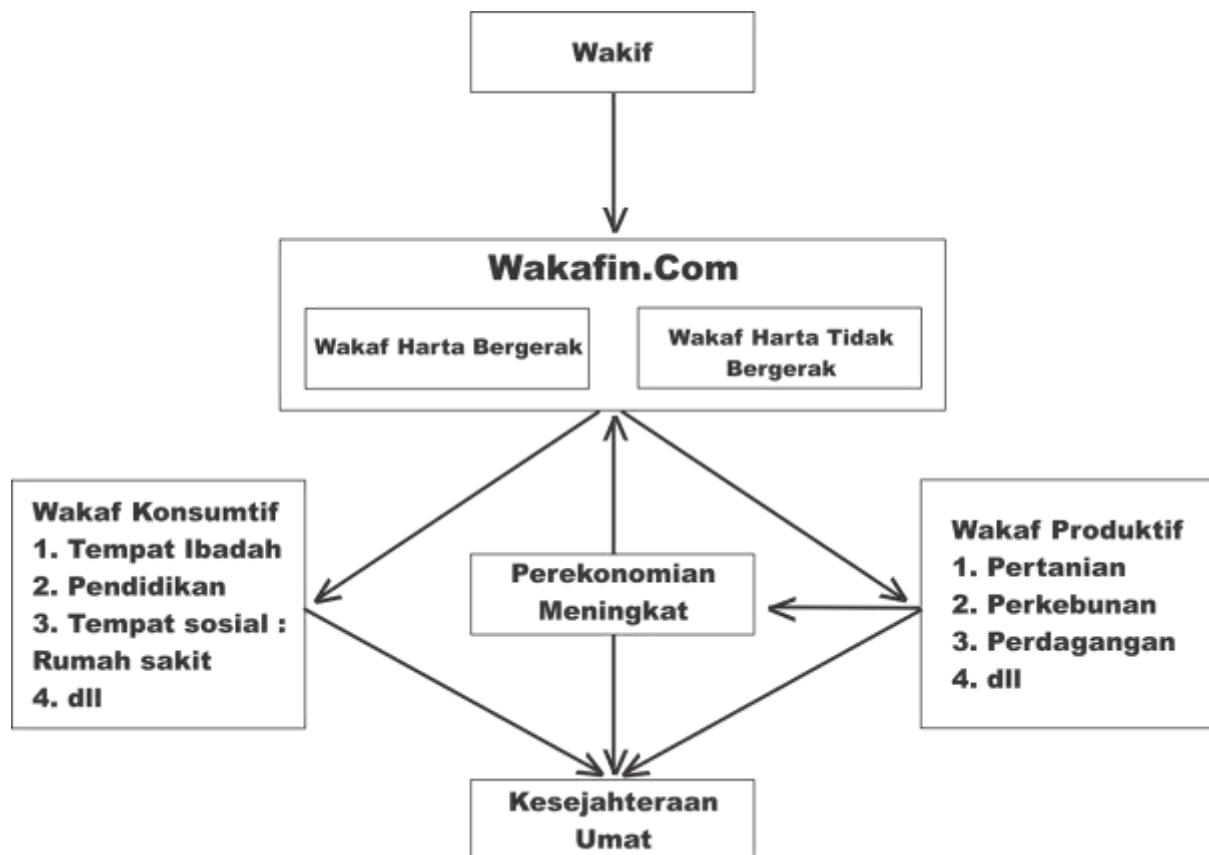 Wakif
Wakafin.Com
Wakaf Harta Bergerak
Wakaf Harta Tidak
Bergerak
Wakaf Konsumtif
1. Tempat Ibadah
2. Pendidikan
3. Tempat sosial :
Rumah sakit
4. dll
Perekonomian
Meningkat
Wakaf Produktif
1. Pertanian
2. Perkebunan
3. Perdagangan
4. dll
Kesejahteraan
Umat